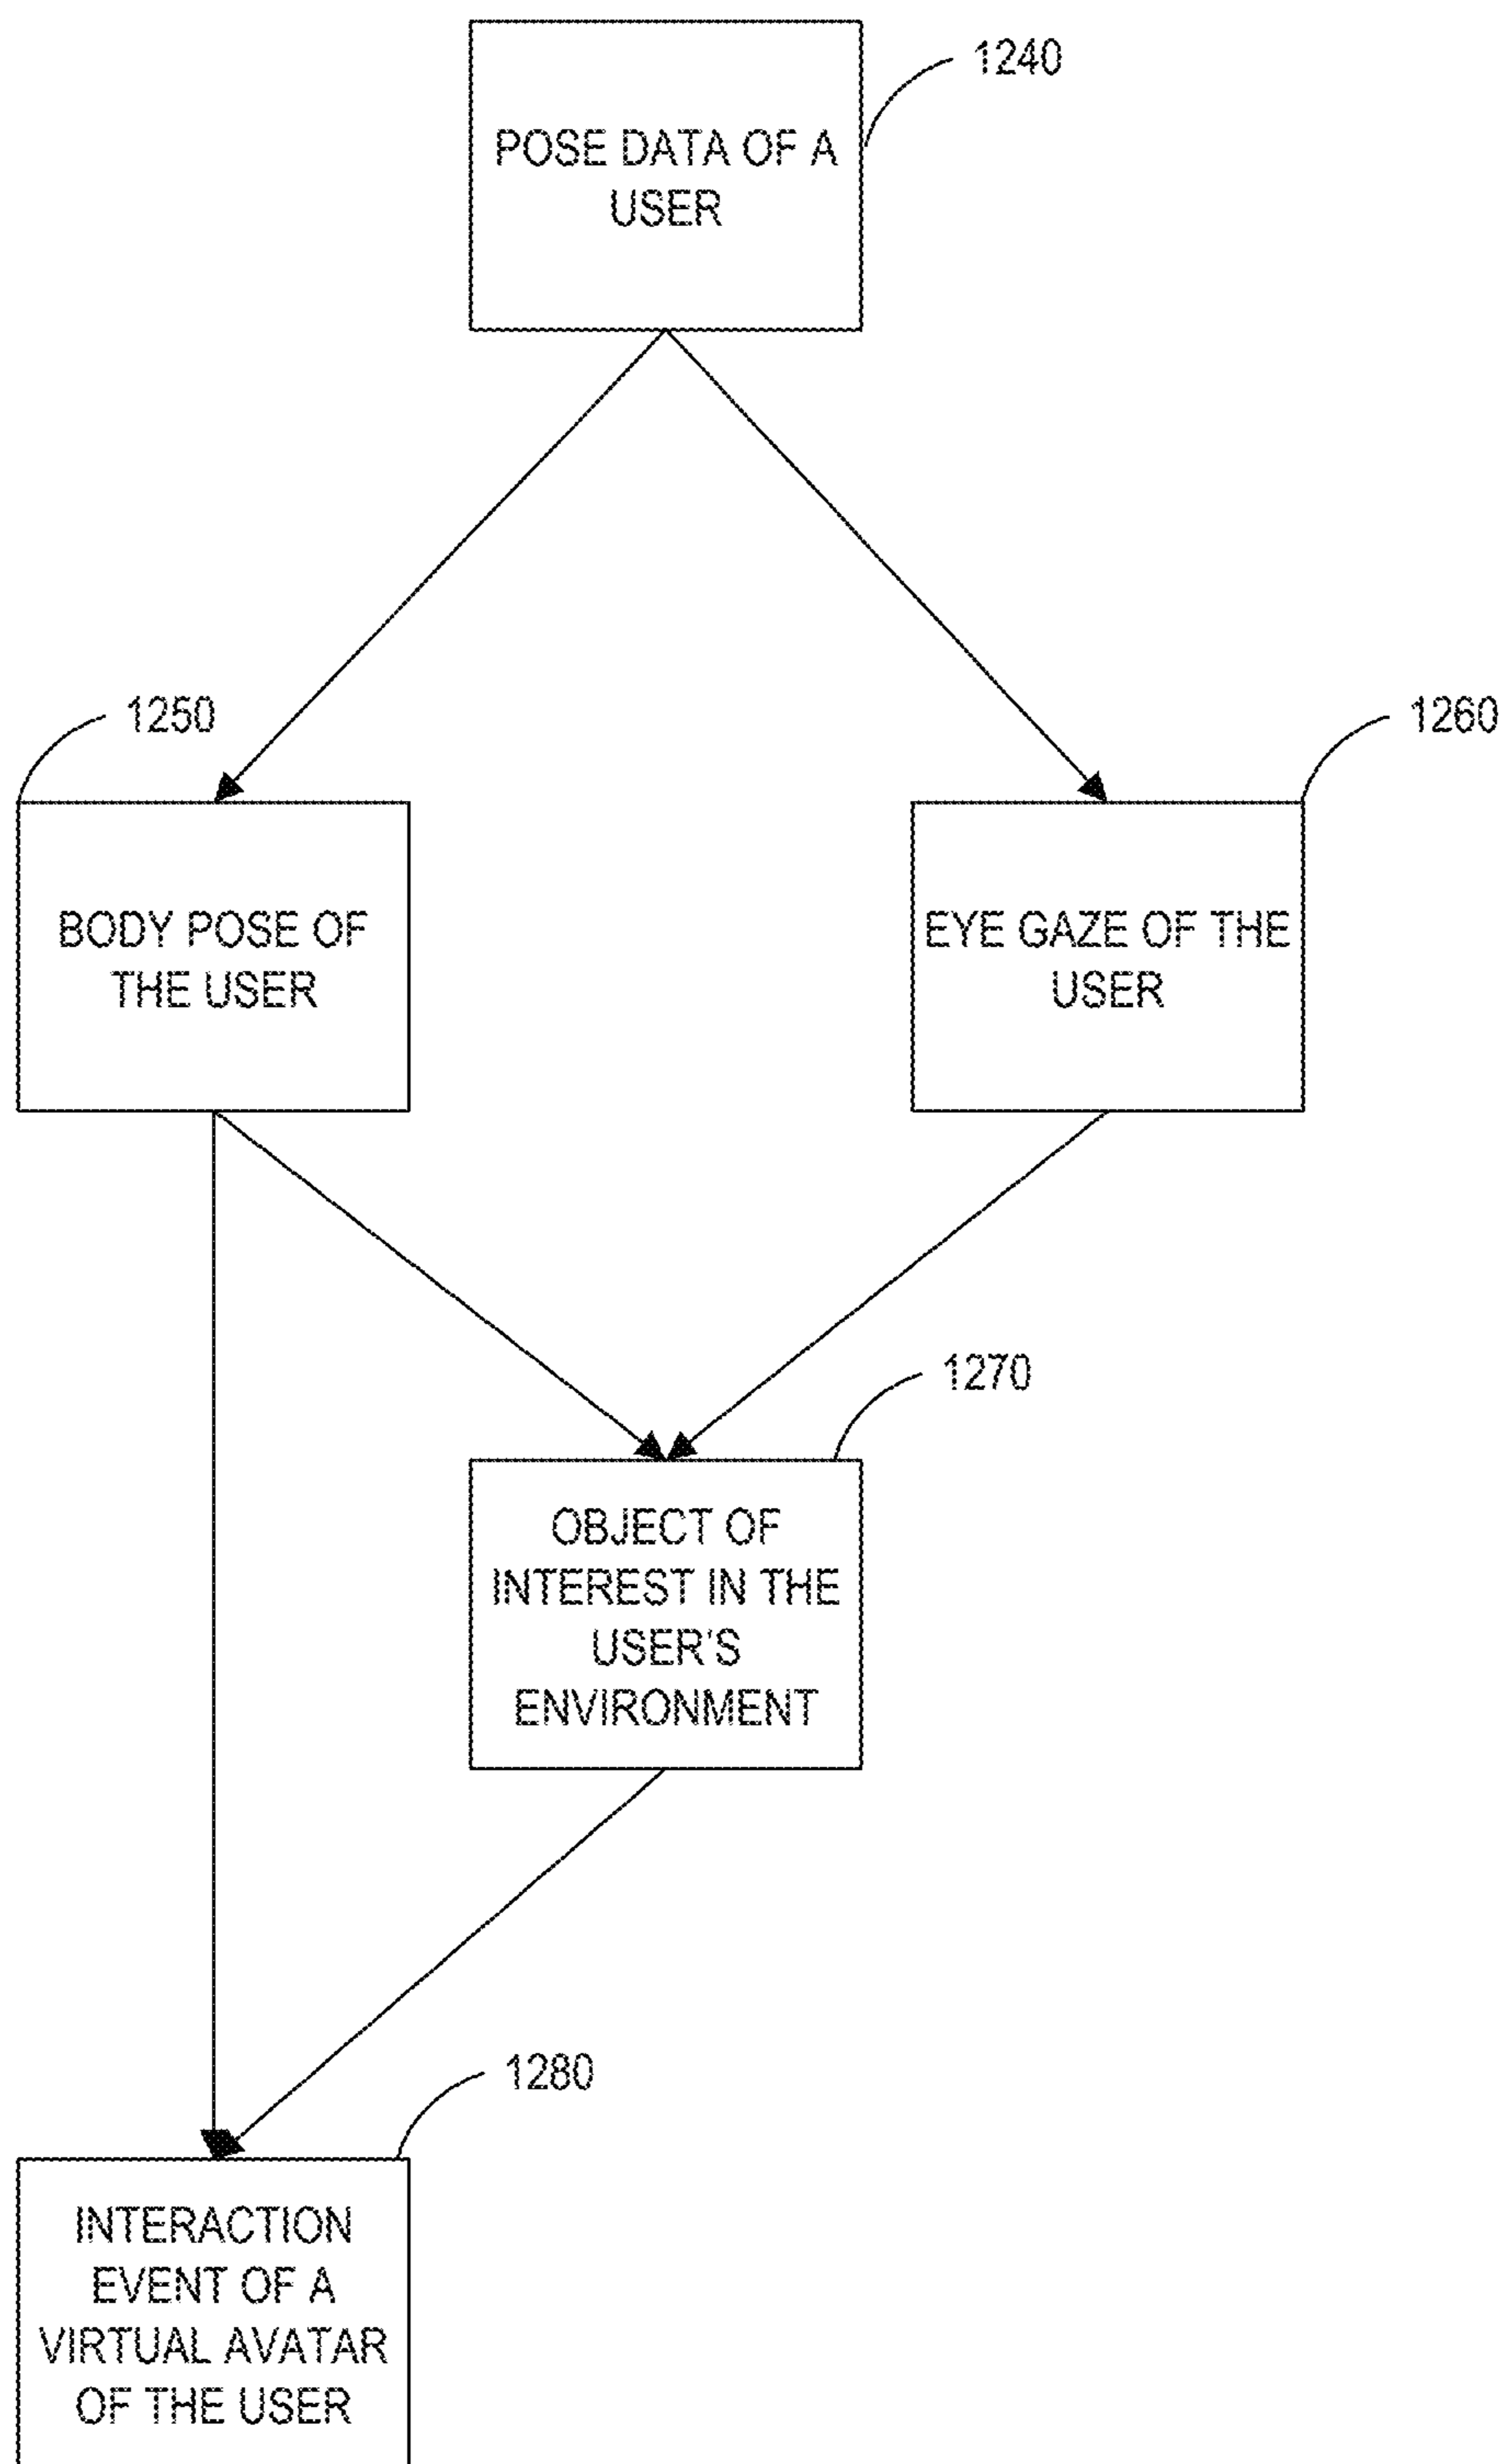 1240
POSE DATA OF A
USER
1250
1260
BODY POSE OF
THE USER
EYE GAZE OF THE
USER
1270
OBJECT OF
INTEREST IN THE
USER'S
ENVIRONMENT
1280
INTERACTION
EVENT OF A
VIRTUAL AVATAR
OF THE USER